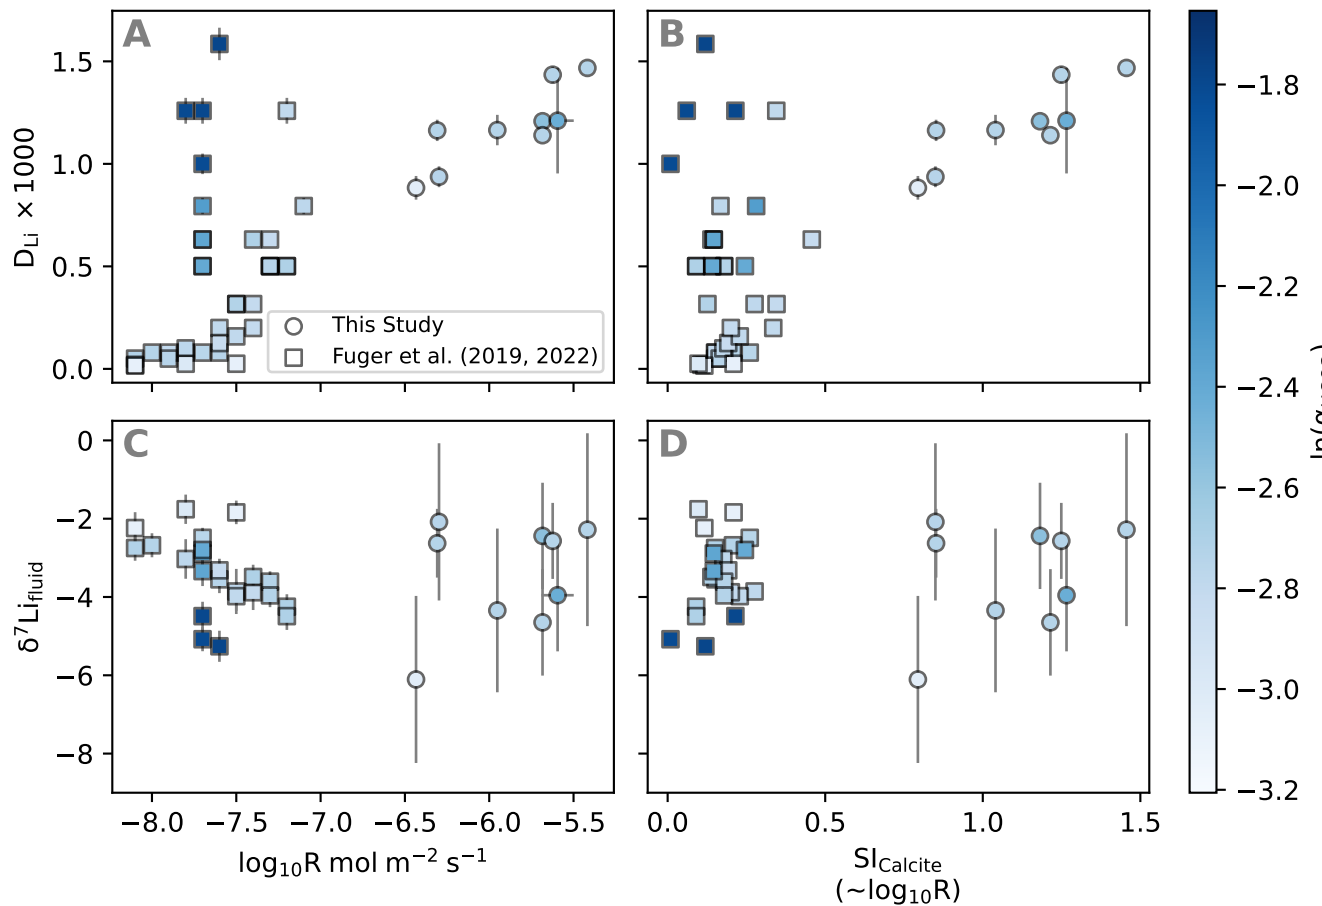 A
B
1.5
1.0
0.5
0.0
D_Li × 1000
This Study
Fuger et al. (2019, 2022)
−1.8
−2.0
−2.2
−2.4
−2.6
−2.8
−3.0
−3.2
C
D
0
−2
−4
−6
−8
δ⁷Li_fluid
−8.0 −7.5 −7.0 −6.5 −6.0 −5.5
0.0 0.5 1.0 1.5
log₁₀R mol m⁻² s⁻¹
SI_Calcite
(~log₁₀R)